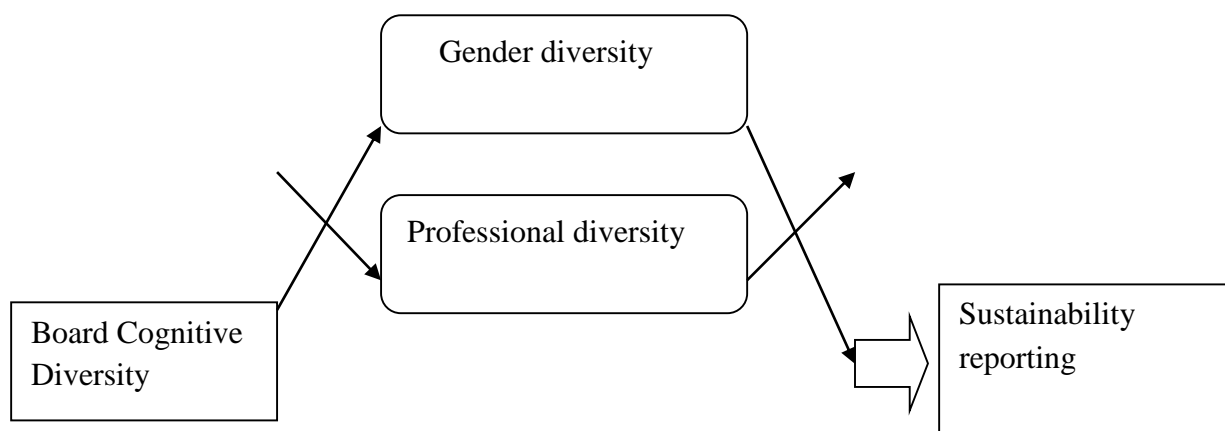 Gender diversity
Professional diversity
Board Cognitive
Diversity
Sustainability
reporting